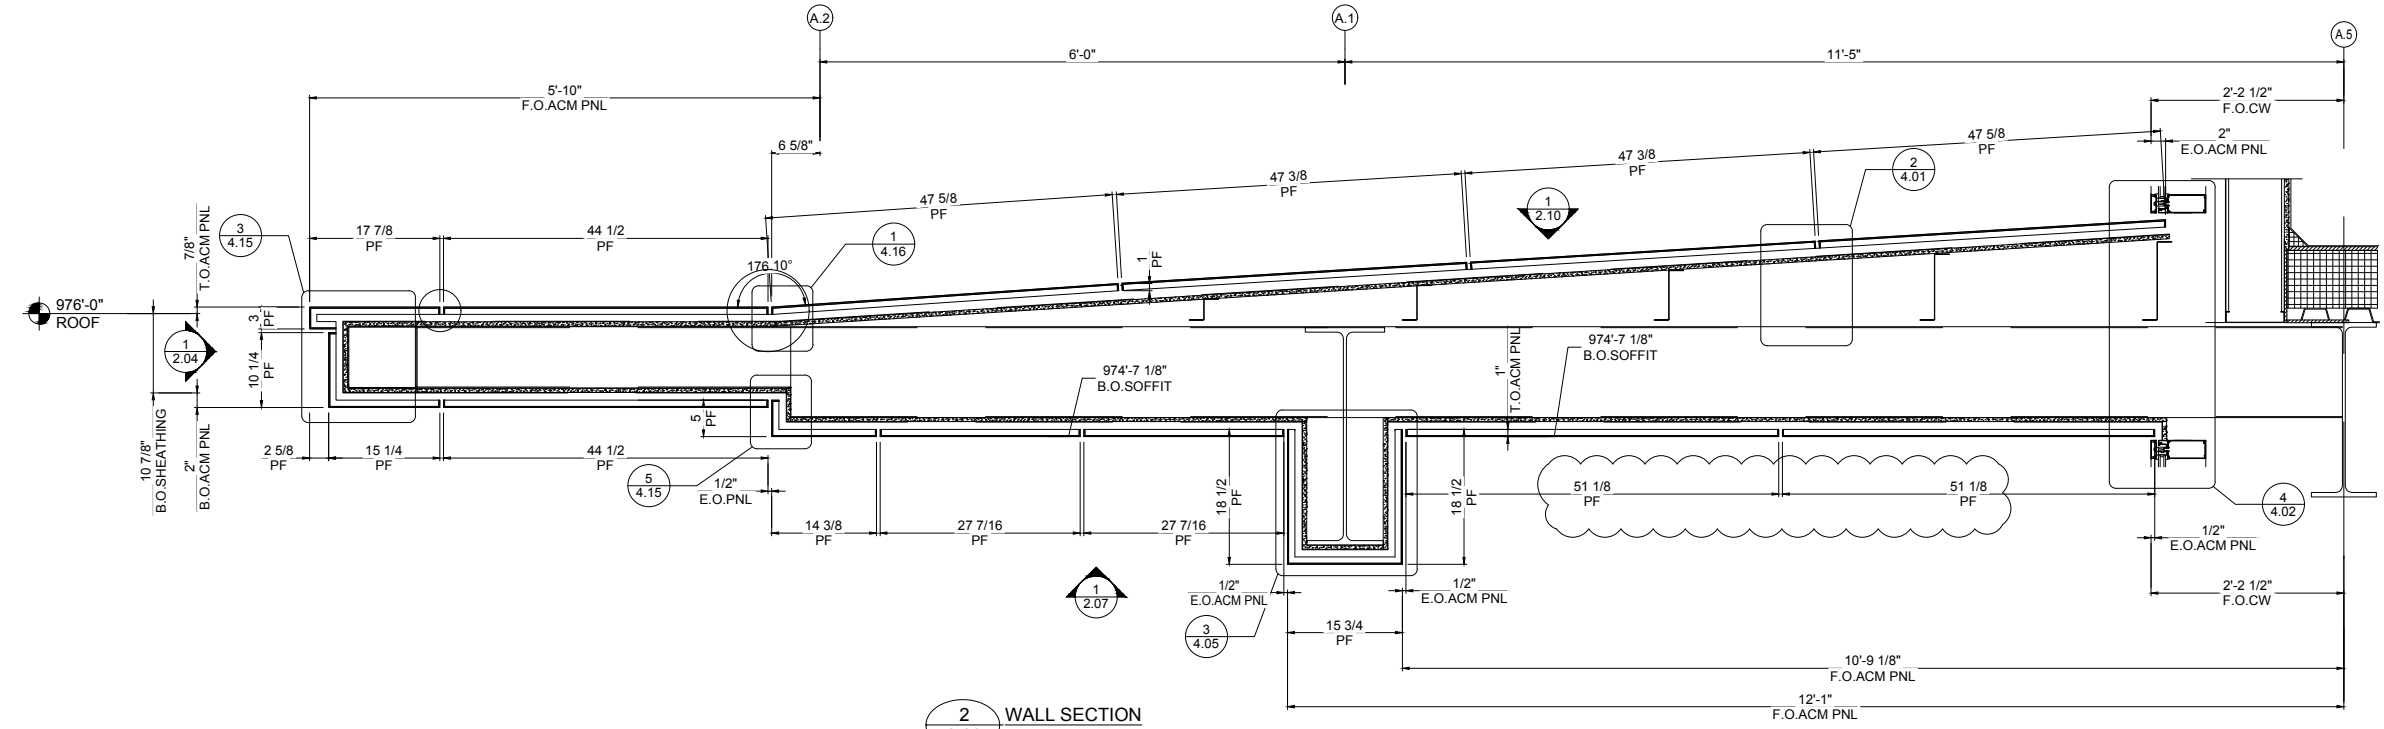 A.2
A.1
A.5
6'-0"
11'-5"
5'-10"
F.O.ACM PNL
2'-2 1/2"
F.O.CW
6 5/8"
47 5/8
PF
47 3/8
PF
47 3/8
PF
47 5/8
PF
2"
E.O.ACM PNL
2
4.01
1
2.10
7/8"
T.O.ACM PNL
3
4.15
17 7/8
PF
44 1/2
PF
1
4.16
176.10°
1
PF
976'-0"
ROOF
3
PF
1
2.04
10 1/4
PF
974'-7 1/8"
B.O.SOFFIT
1"
T.O.ACM PNL
974'-7 1/8"
B.O.SOFFIT
5
PF
10 7/8"
B.O.SHEATHING
2"
B.O.ACM PNL
2 5/8
PF
15 1/4
PF
44 1/2
PF
5
4.15
1/2"
E.O.PNL
18 1/2
PF
18 1/2
PF
51 1/8
PF
51 1/8
PF
4
4.02
14 3/8
PF
27 7/16
PF
27 7/16
PF
1/2"
E.O.ACM PNL
1
2.07
1/2"
E.O.ACM PNL
1/2"
E.O.ACM PNL
2'-2 1/2"
F.O.CW
3
4.05
15 3/4
PF
10'-9 1/8"
F.O.ACM PNL
12'-1"
F.O.ACM PNL
2
WALL SECTION